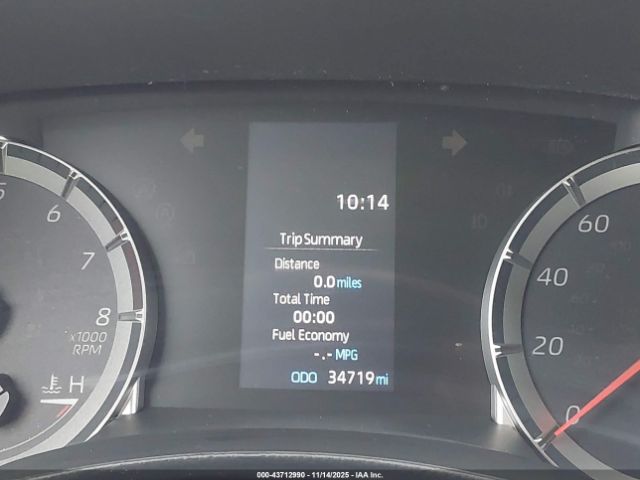 10:14
Trip Summary
Distance
0.0 miles
Total Time
00:00
Fuel Economy
-.- MPG
ODO 34719 mi
5
6
7
8
x1000
RPM
H
60
40
20
0
000-43712990 - 11/14/2025 - IAA Inc.